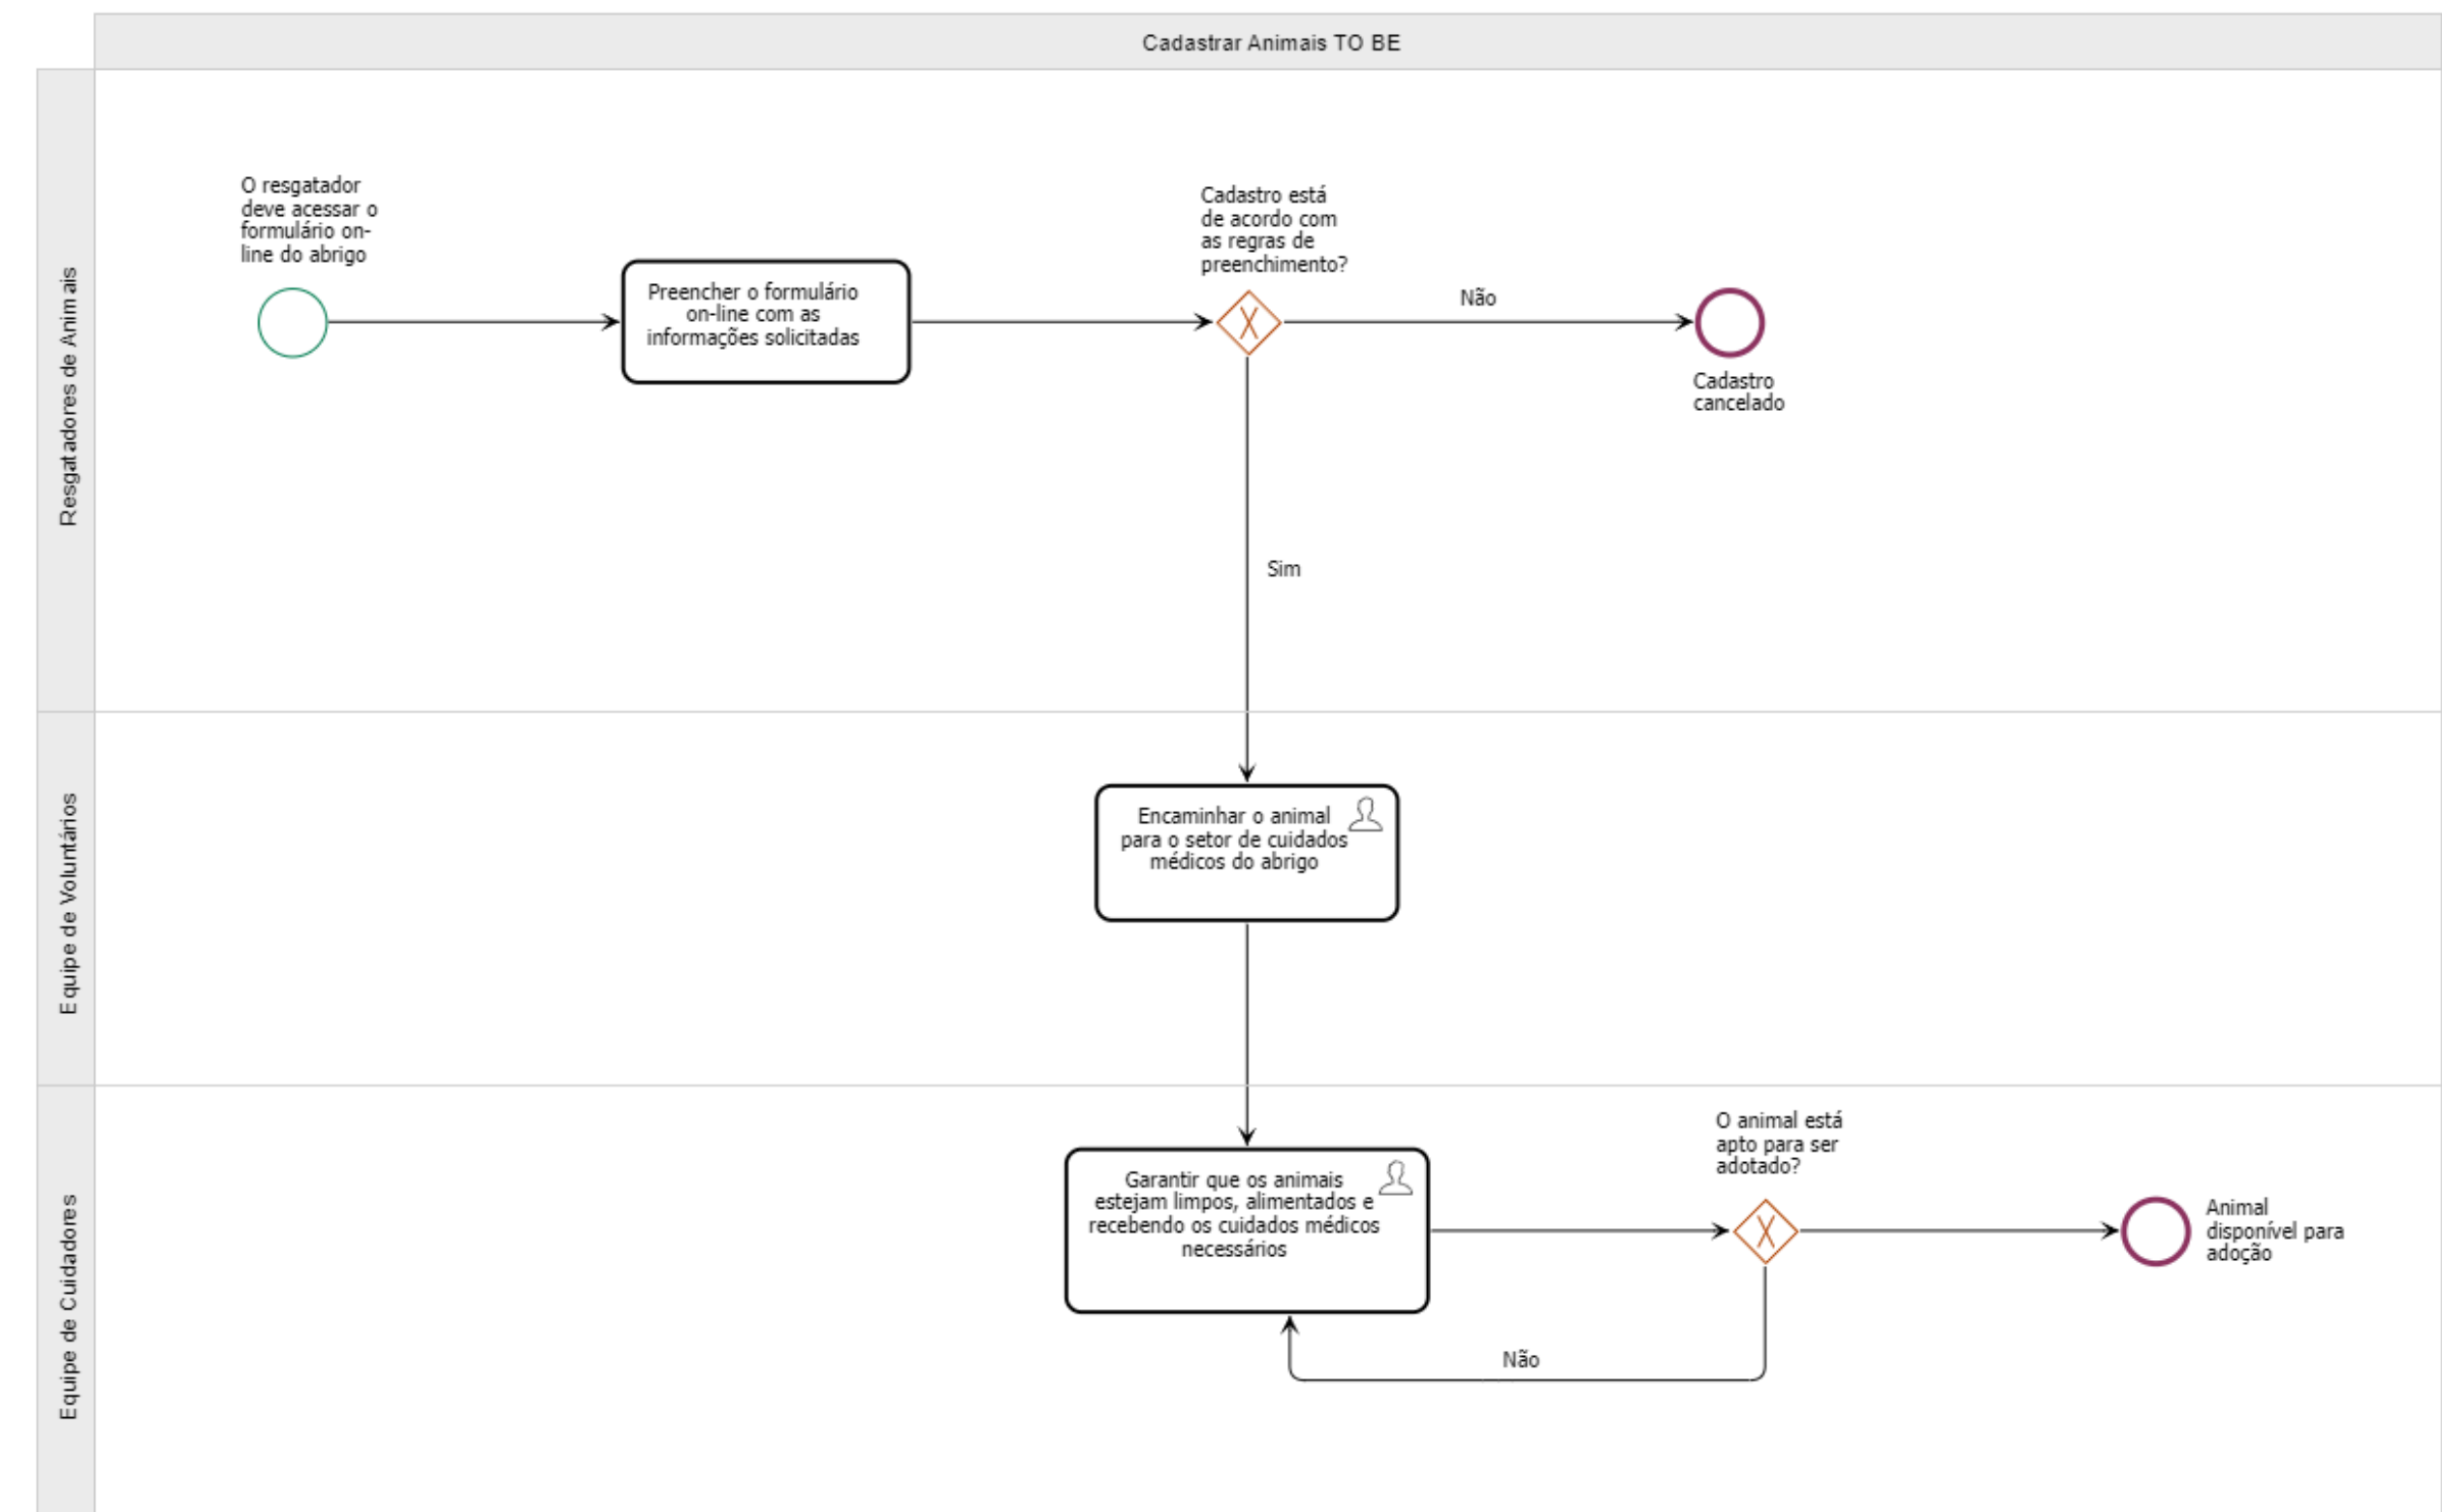 Cadastrar Animais TO BE
Resgatadores de Animais
O resgatador
deve acessar o
formulário on-
line do abrigo
Preencher o formulário
on-line com as
informações solicitadas
Cadastro está
de acordo com
as regras de
preenchimento?
Não
Cadastro
cancelado
Sim
Equipe de Voluntários
Encaminhar o animal
para o setor de cuidados
médicos do abrigo
Equipe de Cuidadores
Garantir que os animais
estejam limpos, alimentados e
recebendo os cuidados médicos
necessários
O animal está
apto para ser
adotado?
Animal
disponível para
adoção
Não